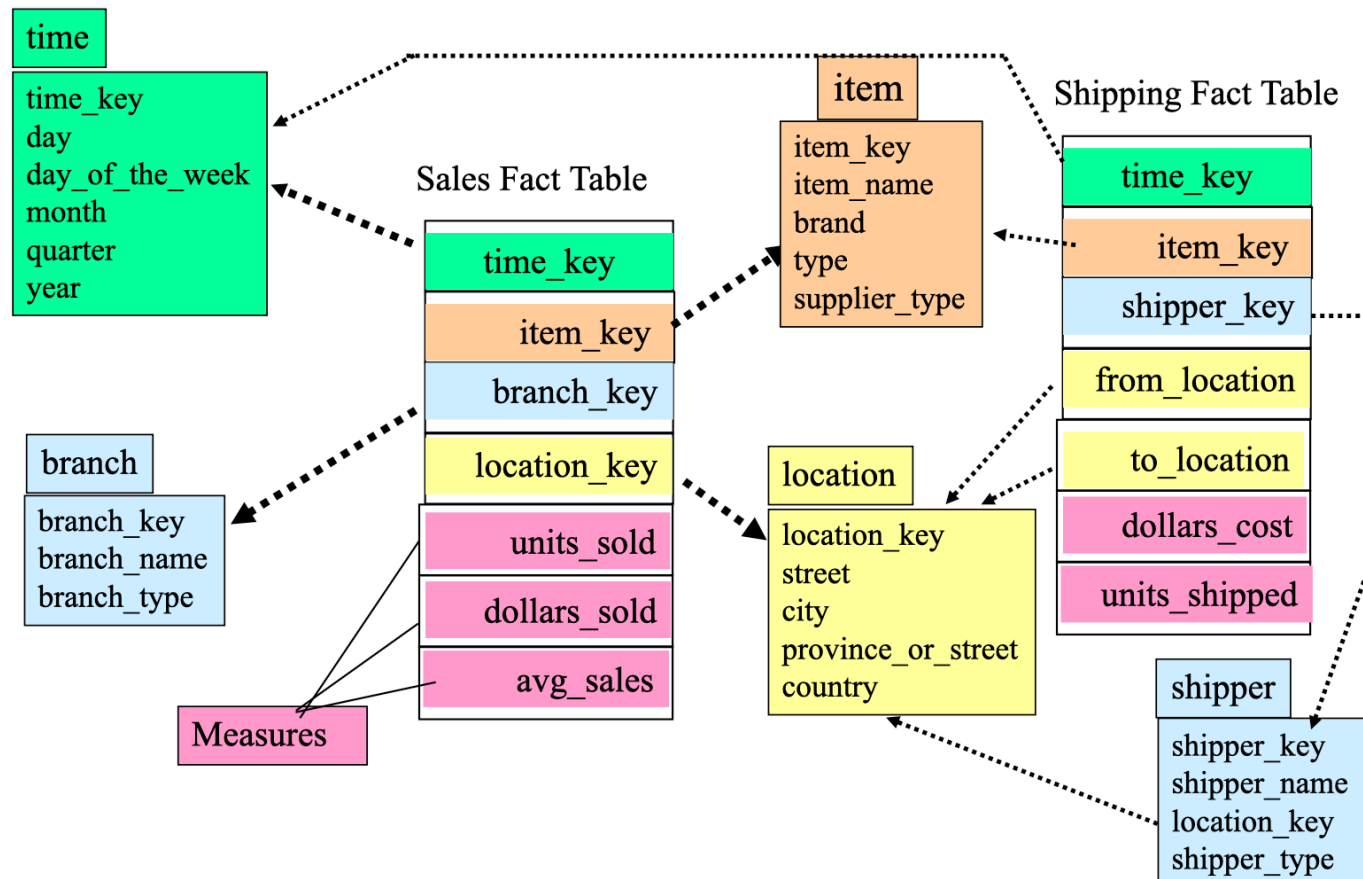 time
time_key
day
day_of_the_week
month
quarter
year
Sales Fact Table
time_key
item_key
branch_key
location_key
units_sold
dollars_sold
avg_sales
Measures
branch
branch_key
branch_name
branch_type
item
item_key
item_name
brand
type
supplier_type
location
location_key
street
city
province_or_street
country
Shipping Fact Table
time_key
item_key
shipper_key
from_location
to_location
dollars_cost
units_shipped
shipper
shipper_key
shipper_name
location_key
shipper_type